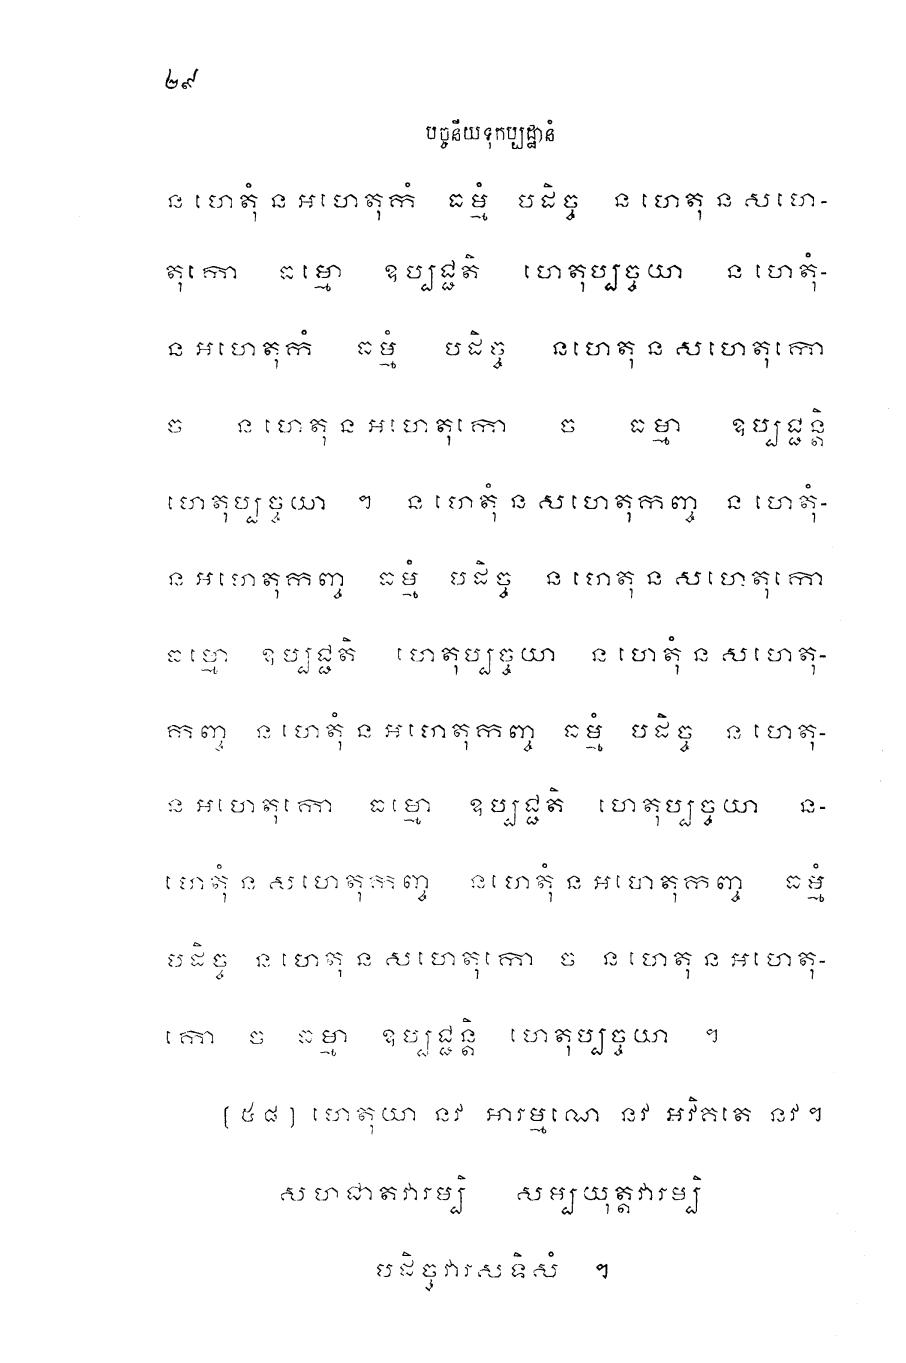 ២៩
បច្ចនីយទុកប្បដ្ឋានំ
នហេតុំនអហេតុកំ ធម្មំ បដិច្ច នហេតុនសហេ-
តុកោ ធម្មោ ឧប្បជ្ជតិ ហេតុប្បច្ចយា នហេតុំ-
នអហេតុកំ ធម្មំ បដិច្ច នហេតុនសហេតុកោ
ច នហេតុនអហេតុកោ ច ធម្មា ឧប្បជ្ជន្តិ
ហេតុប្បច្ចយា ។ នហេតុំនសហេតុកញ្ច នហេតុំ-
នអហេតុកញ្ច ធម្មំ បដិច្ច នហេតុនសហេតុកោ
ធម្មោ ឧប្បជ្ជតិ ហេតុប្បច្ចយា នហេតុំនសហេតុ-
កញ្ច នហេតុំនអហេតុកញ្ច ធម្មំ បដិច្ច នហេតុ-
នអហេតុកោ ធម្មោ ឧប្បជ្ជតិ ហេតុប្បច្ចយា ន-
ហេតុំនសហេតុកញ្ច នហេតុំនអហេតុកញ្ច ធម្មំ
បដិច្ច នហេតុនសហេតុកោ ច នហេតុនអហេតុ-
កោ ច ធម្មា ឧប្បជ្ជន្តិ ហេតុប្បច្ចយា ។
[៥៨] ហេតុយា នវ អារម្មណេ នវ អវិគតេ នវ។
សហជាតវារម្បិ សម្បយុត្តវារម្បិ
បដិច្ចវារសទិសំ ។